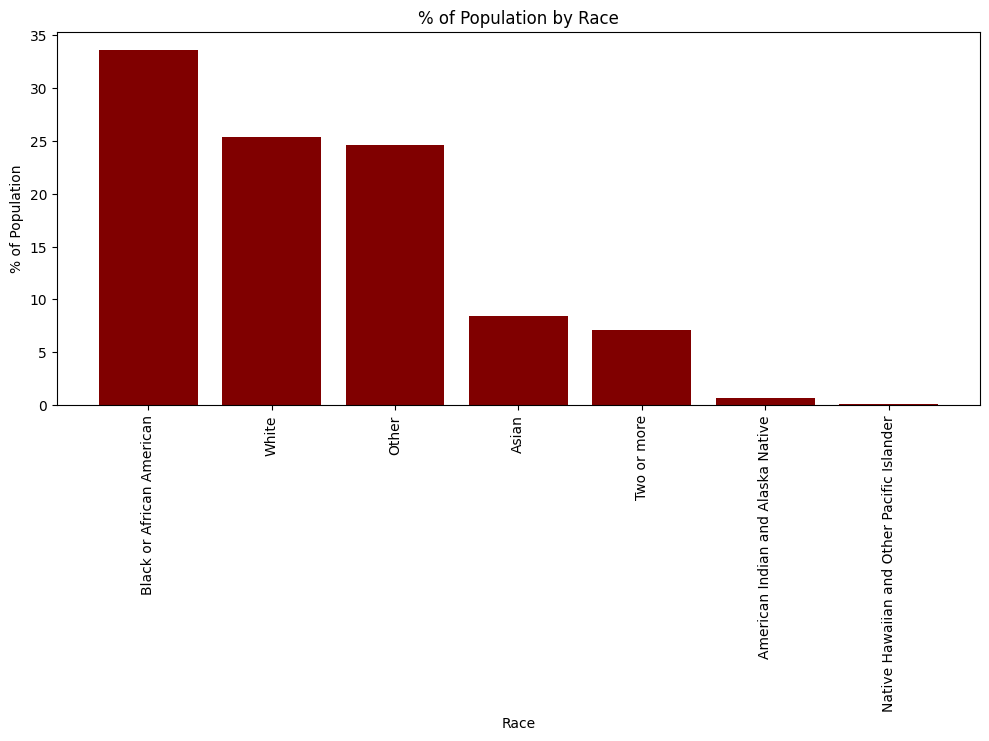 % of Population by Race
% of Population
35
30
25
20
15
10
5
0
Black or African American
White
Other
Asian
Two or more
American Indian and Alaska Native
Native Hawaiian and Other Pacific Islander
Race